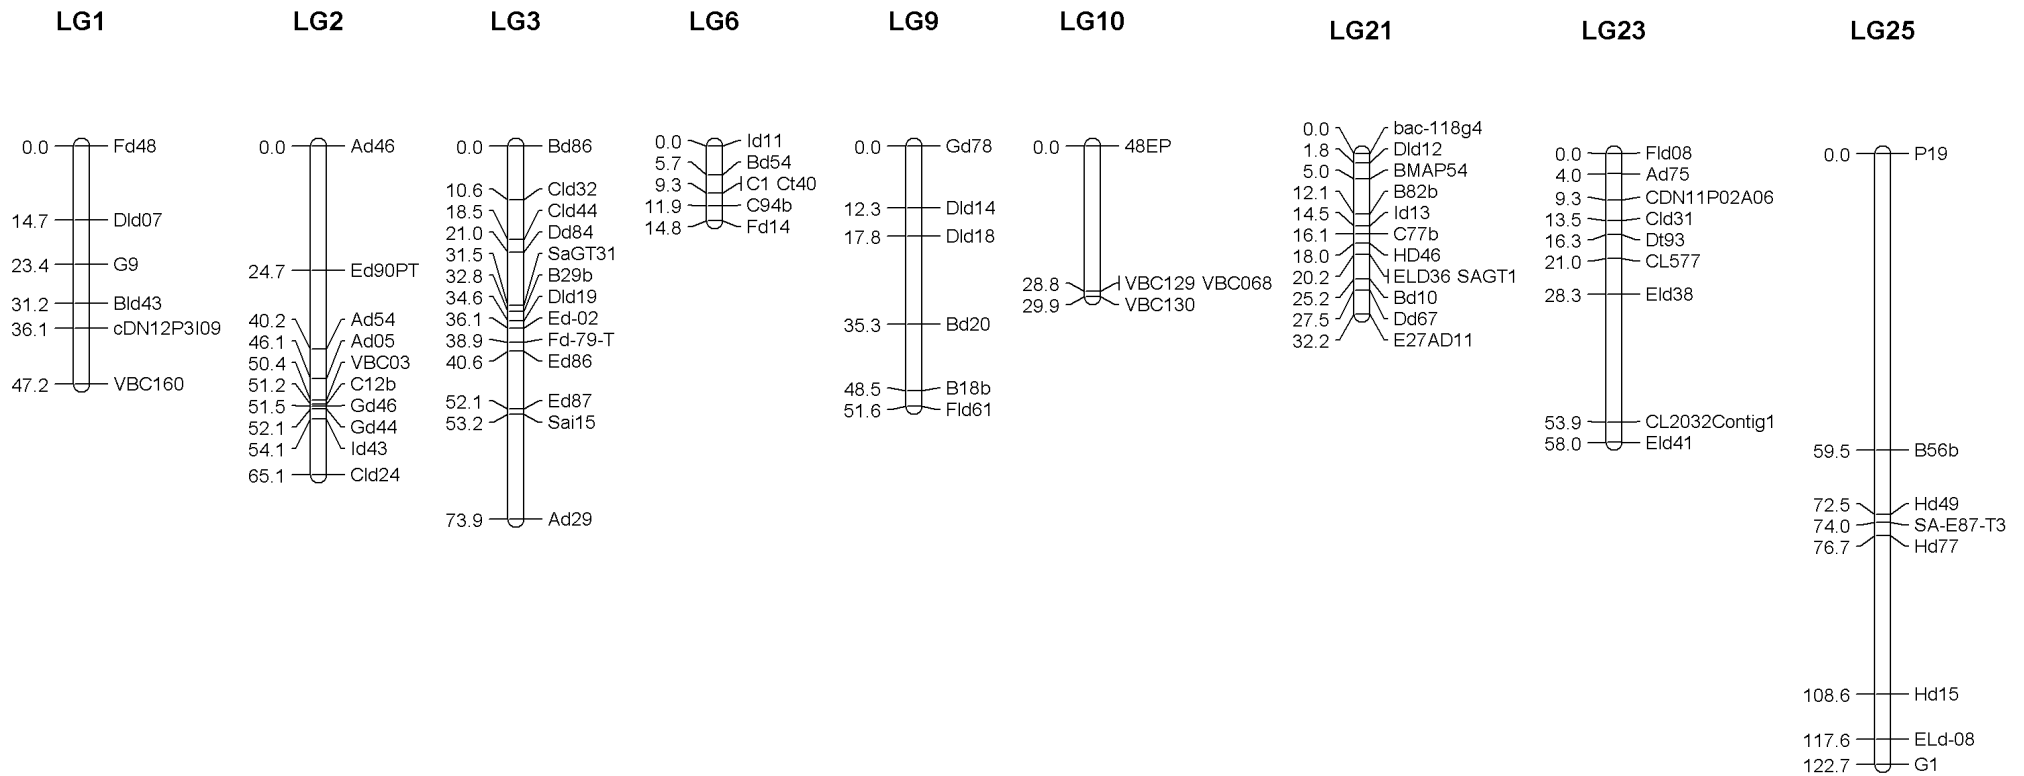 LG1
0.0 Fd48
14.7 Dld07
23.4 G9
31.2 Bld43
36.1 cDN12P3I09
47.2 VBC160
LG2
0.0 Ad46
24.7 Ed90PT
40.2 Ad54
46.1 Ad05
50.4 VBC03
51.2 C12b
51.5 Gd46
52.1 Gd44
54.1 Id43
65.1 Cld24
LG3
0.0 Bd86
10.6 Cld32
18.5 Cld44
21.0 Dd84
31.5 SaGT31
32.8 B29b
34.6 Dld19
36.1 Ed-02
38.9 Fd-79-T
40.6 Ed86
52.1 Ed87
53.2 Sai15
73.9 Ad29
LG6
0.0 Id11
5.7 Bd54
9.3 C1 Ct40
11.9 C94b
14.8 Fd14
LG9
0.0 Gd78
12.3 Dld14
17.8 Dld18
35.3 Bd20
48.5 B18b
51.6 Fld61
LG10
0.0 48EP
28.8 VBC129 VBC068
29.9 VBC130
LG21
0.0 bac-118g4
1.8 Dld12
5.0 BMAP54
12.1 B82b
14.5 Id13
16.1 C77b
18.0 HD46
20.2 ELD36 SAGT1
25.2 Bd10
27.5 Dd67
32.2 E27AD11
LG23
0.0 Fld08
4.0 Ad75
9.3 CDN11P02A06
13.5 Cld31
16.3 Dt93
21.0 CL577
28.3 Eld38
53.9 CL2032Contig1
58.0 Eld41
LG25
0.0 P19
59.5 B56b
72.5 Hd49
74.0 SA-E87-T3
76.7 Hd77
108.6 Hd15
117.6 ELd-08
122.7 G1